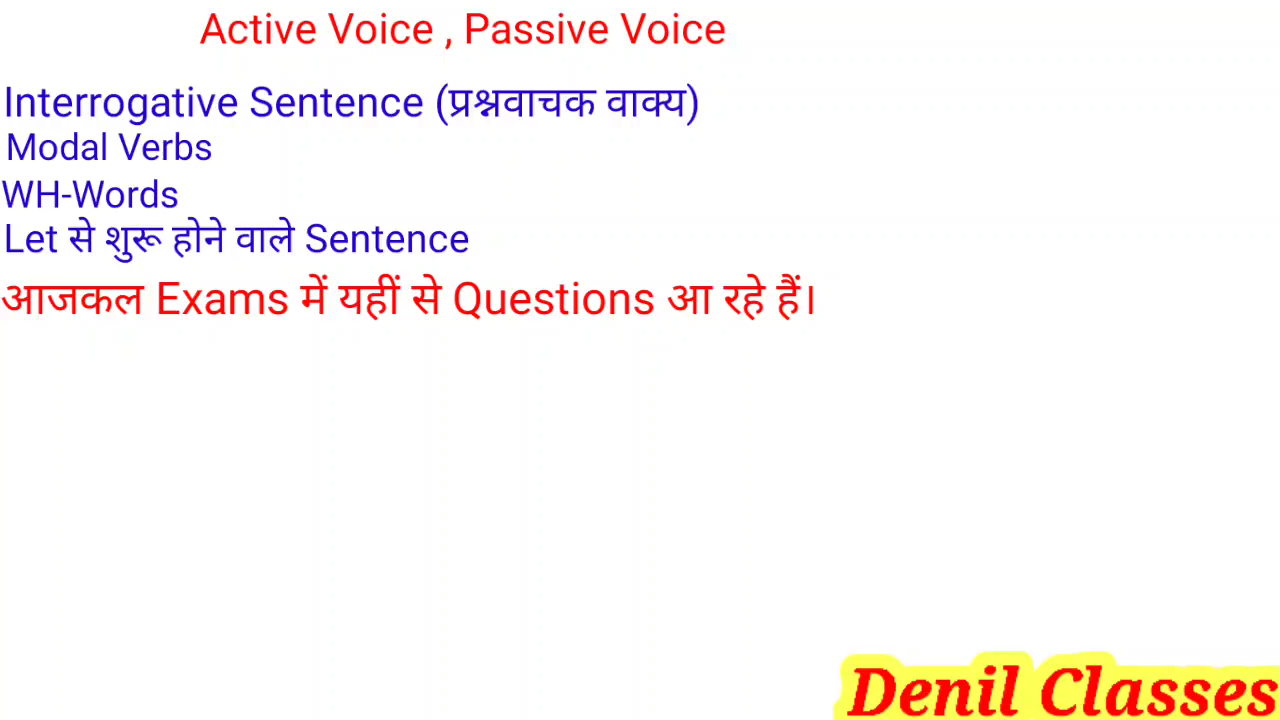 Active Voice , Passive Voice
Interrogative Sentence (प्रश्नवाचक वाक्य)
Modal Verbs
WH-Words
Let से शुरू होने वाले Sentence
आजकल Exams में यहीं से Questions आ रहे हैं।
Denil Classes